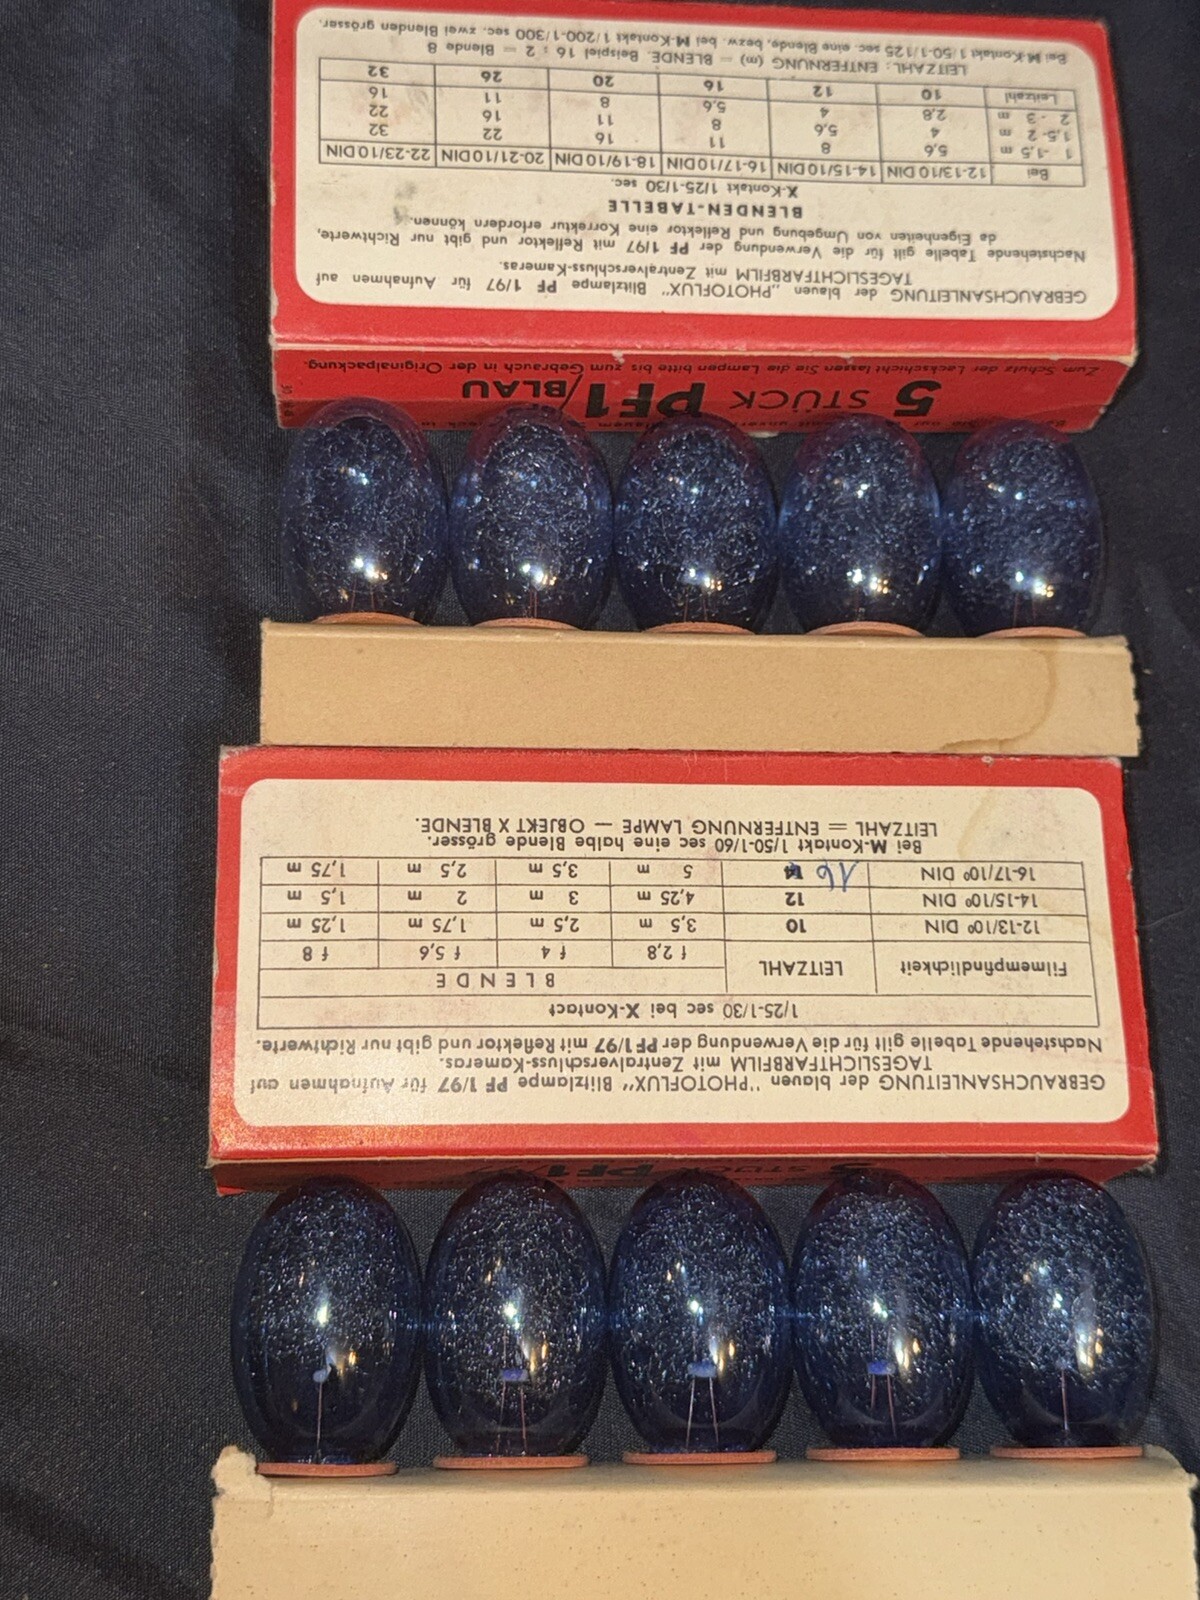 GEBRAUCHSANLEITUNG der blauen „PHOTOFLUX" Blitzlampe PF 1/97 für Aufnahmen auf
TAGESLICHTFARBFILM mit Zentralverschluss-Kameras.
Nachstehende Tabelle gilt für die Verwendung der PF 1/97 mit Reflektor und gibt nur Richtwerte,
da Eigenheiten von Umgebung und Reflektor eine Korrektur erfordern können.
BLENDEN-TABELLE
X-Kontakt 1/25-1/30 sec.
Bei 12-13/10 DIN 14-15/10 DIN 16-17/10 DIN 18-19/10 DIN 20-21/10 DIN 22-23/10 DIN
1 -1,5 m 5,6 8 11 16 22 32
1,5- 2 m 4 5,6 8 11 16 22
2 - 3 m 2,8 4 5,6 8 11 16
Leitzahl 10 12 16 20 26 32
LEITZAHL : ENTFERNUNG (m) = BLENDE. Beispiel 16 : 2 = Blende 8
Bei M-Kontakt 1/50-1/125 sec. eine Blende, bezw. bei M Kontakt 1/200-1/300 sec. zwei Blenden grösser.
5 STÜCK PF1/BLAU
Zum Schutz der Lackschicht lassen Sie die Lampen bitte bis zum Gebrauch in der Originalpackung.
GEBRAUCHSANLEITUNG der blauen "PHOTOFLUX" Blitzlampe PF 1/97 für Aufnahmen auf
TAGESLICHTFARBFILM mit Zentralverschluss-Kameras.
Nachstehende Tabelle gilt für die Verwendung der PF1/97 mit Reflektor und gibt nur Richtwerte.
1/25-1/30 sec bei X-Kontact
Filmempfindlichkeit LEITZAHL BLENDE
f 2,8 f 4 f 5,6 f 8
12-13/10º DIN 10 3,5 m 2,5 m 1,75 m 1,25 m
14-15/10º DIN 12 4,25 m 3 m 2 m 1,5 m
16-17/10º DIN 16 14 5 m 3,5 m 2,5 m 1,75 m
Bei M-Kontakt 1/50-1/60 sec eine halbe Blende grösser.
LEITZAHL = ENTFERNUNG LAMPE — OBJEKT X BLENDE.
5 STÜCK PF1/97